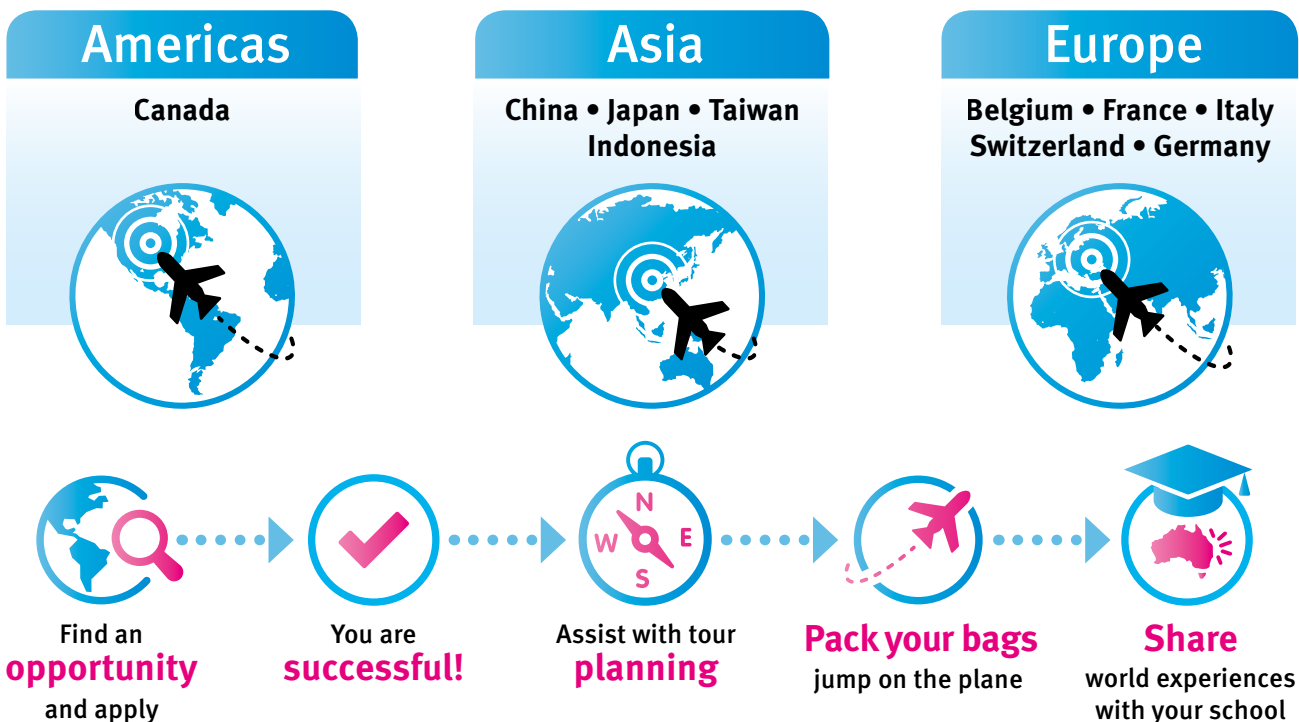 Americas
Canada
Asia
China • Japan • Taiwan
Indonesia
Europe
Belgium • France • Italy
Switzerland • Germany
N
W E
S
Find an
opportunity
and apply
You are
successful!
Assist with tour
planning
Pack your bags
jump on the plane
Share
world experiences
with your school